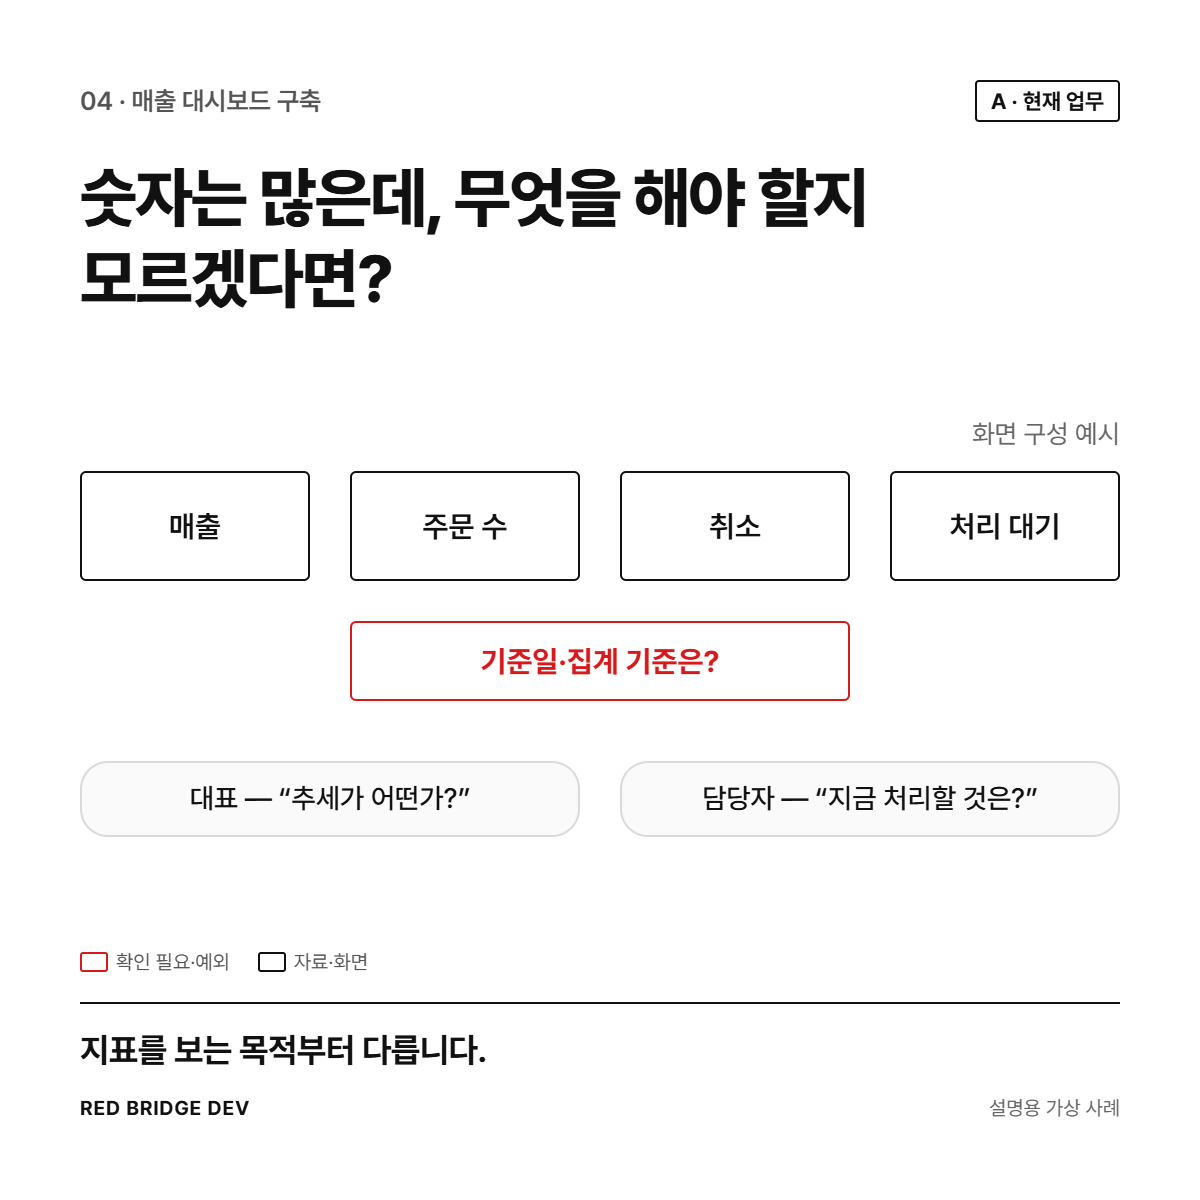 04 · 매출 대시보드 구축
A · 현재 업무
숫자는 많은데, 무엇을 해야 할지
모르겠다면?
화면 구성 예시
매출
주문 수
취소
처리 대기
기준일·집계 기준은?
대표 — “추세가 어떤가?”
담당자 — “지금 처리할 것은?”
확인 필요·예외
자료·화면
지표를 보는 목적부터 다릅니다.
RED BRIDGE DEV
설명용 가상 사례